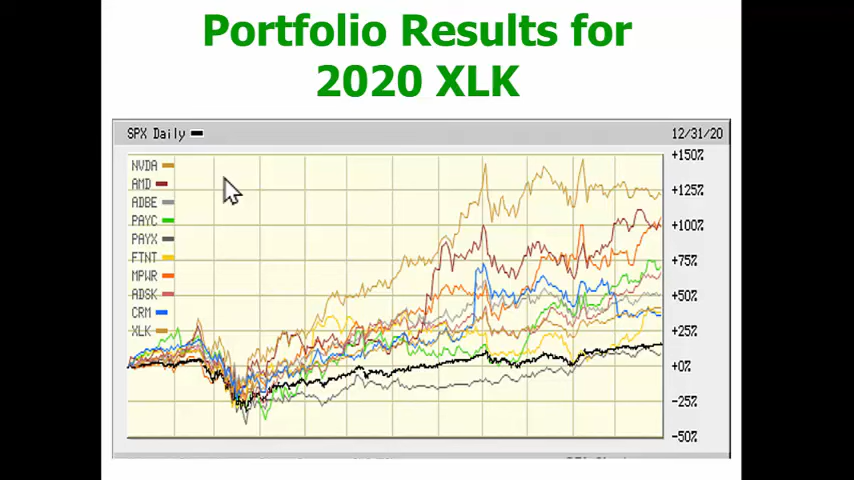 Portfolio Results for
2020 XLK
SPX Daily 12/31/20
NVDA
AMD
ADBE
PAYC
PAYX
FTNT
MPWR
ADSK
CRM
XLK
+150%
+125%
+100%
+75%
+50%
+25%
+0%
-25%
-50%